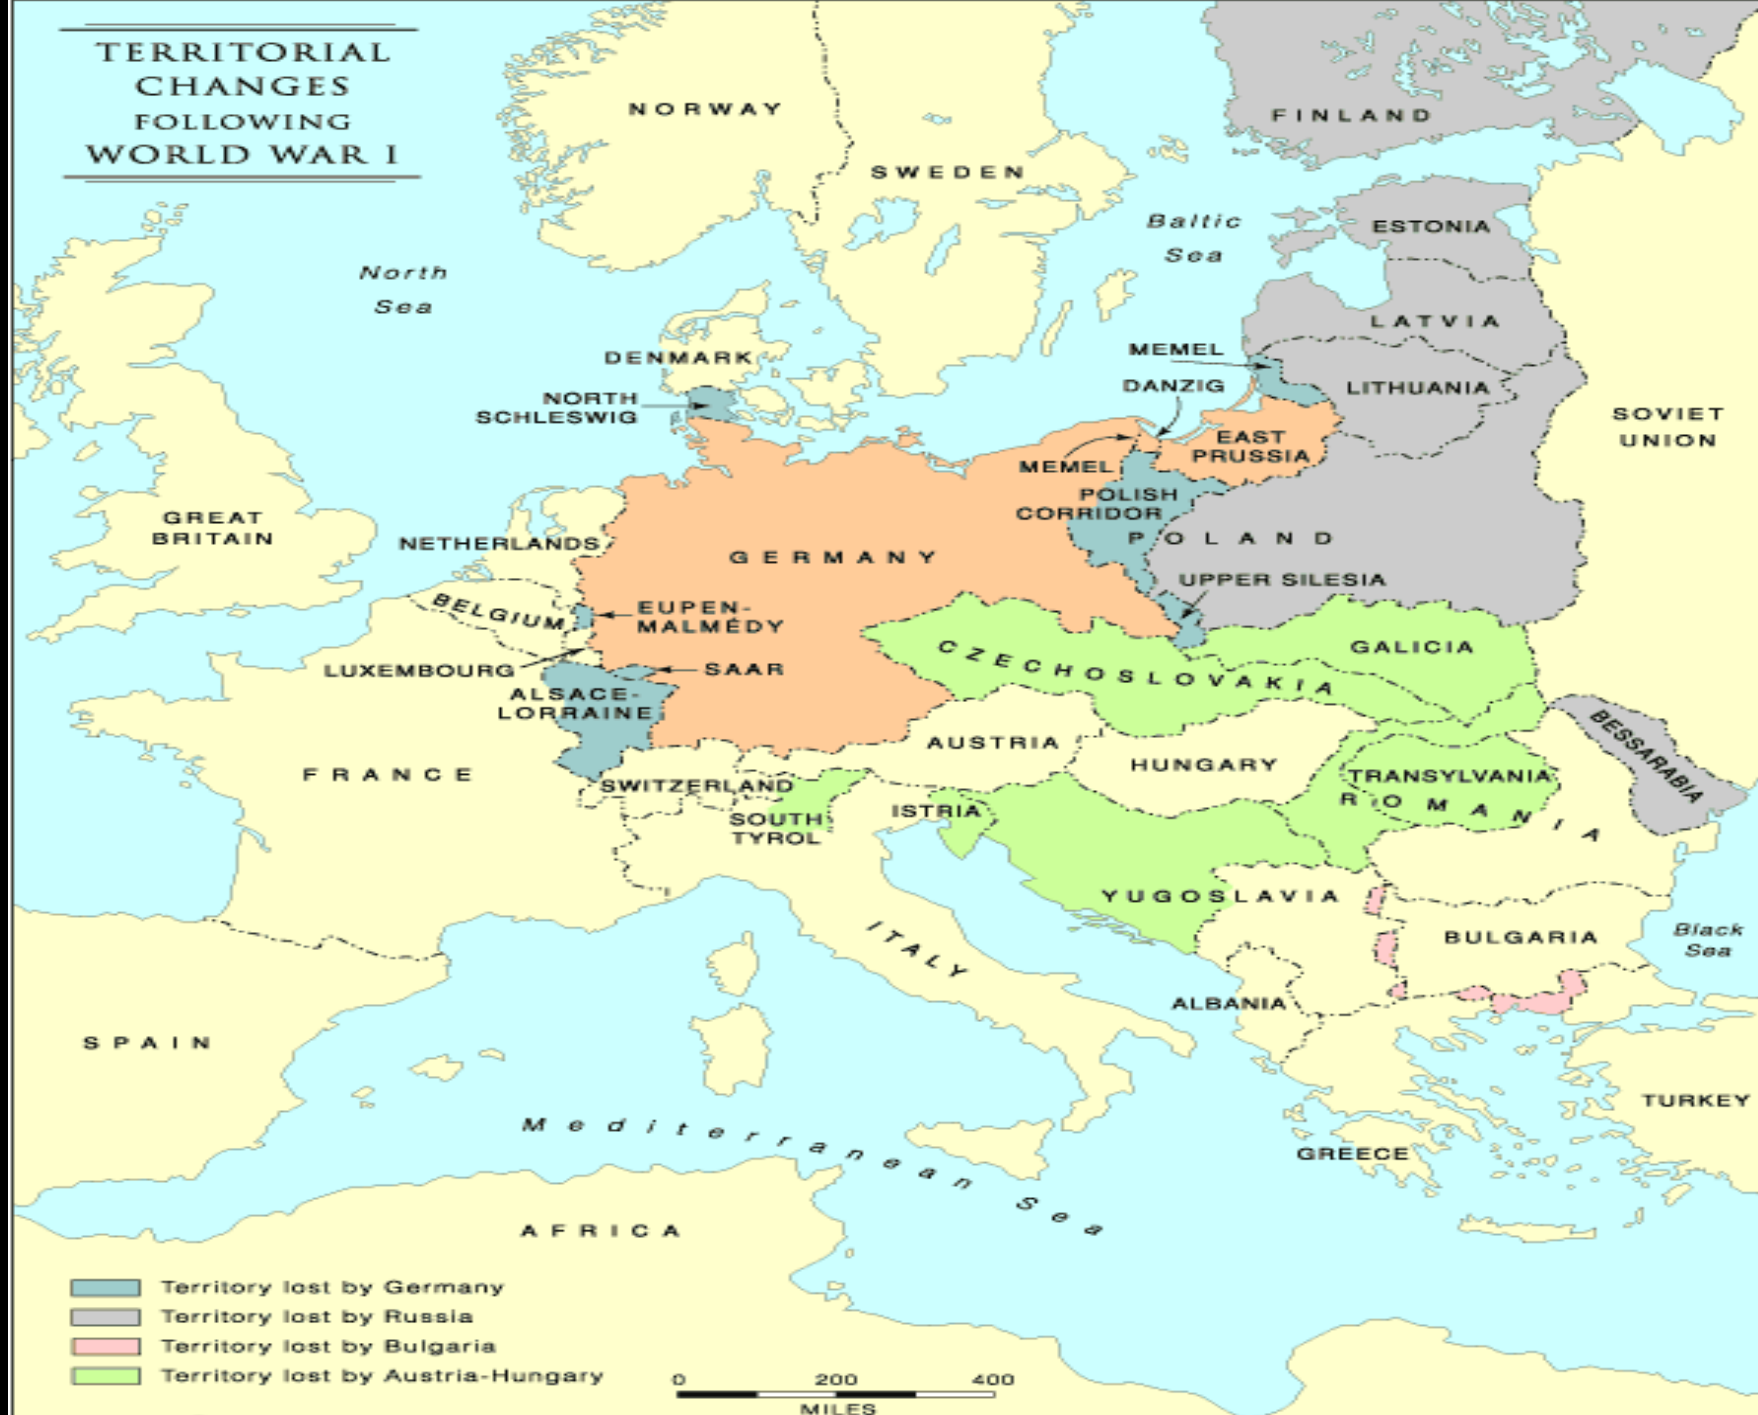 TERRITORIAL
CHANGES
FOLLOWING
WORLD WAR I
NORWAY
FINLAND
SWEDEN
Baltic
Sea
ESTONIA
North
Sea
LATVIA
MEMEL
DENMARK
DANZIG
LITHUANIA
NORTH
SCHLESWIG
SOVIET
UNION
EAST
PRUSSIA
MEMEL
POLISH
CORRIDOR
GREAT
BRITAIN
NETHERLANDS
GERMANY
POLAND
UPPER SILESIA
BELGIUM
EUPEN-
MALMÉDY
GALICIA
CZECHOSLOVAKIA
LUXEMBOURG
SAAR
ALSACE-
LORRAINE
BESSARABIA
AUSTRIA
HUNGARY
FRANCE
SWITZERLAND
TRANSYLVANIA
ROMANIA
SOUTH
TYROL
ISTRIA
YUGOSLAVIA
ITALY
BULGARIA
Black
Sea
ALBANIA
SPAIN
TURKEY
Mediterranean Sea
GREECE
AFRICA
Territory lost by Germany
Territory lost by Russia
Territory lost by Bulgaria
Territory lost by Austria-Hungary
0 200 400
MILES